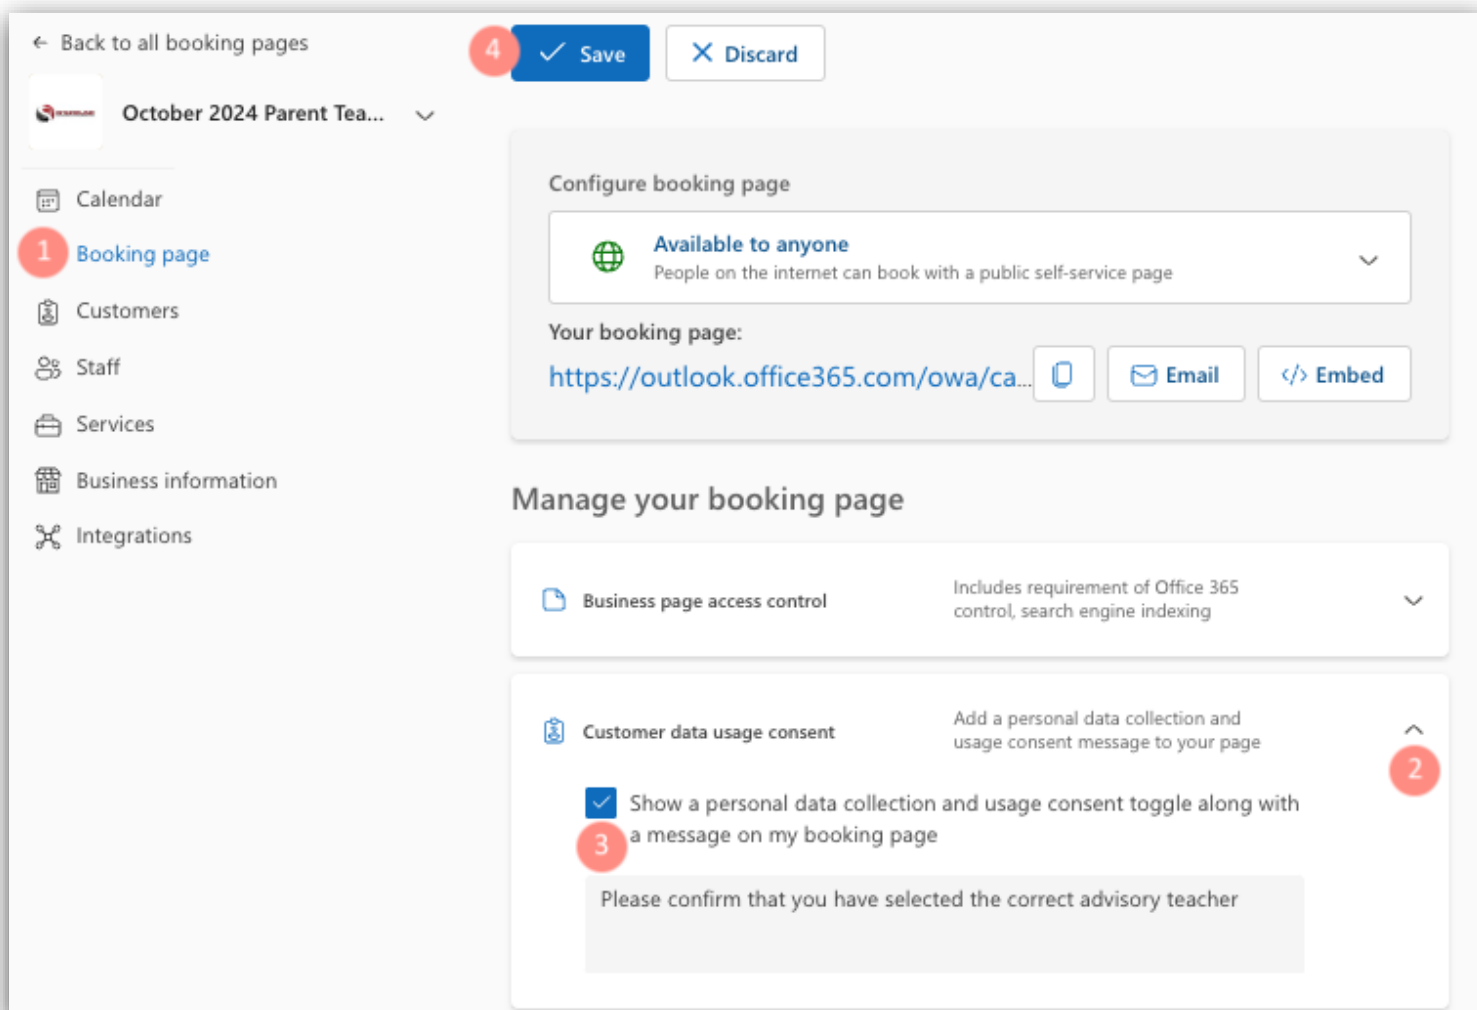 ← Back to all booking pages
4
Save
Discard
October 2024 Parent Tea...
Calendar
1
Booking page
Customers
Staff
Services
Business information
Integrations
Configure booking page
Available to anyone
People on the internet can book with a public self-service page
Your booking page:
https://outlook.office365.com/owa/ca...
Email
</> Embed
Manage your booking page
Business page access control
Includes requirement of Office 365
control, search engine indexing
Customer data usage consent
Add a personal data collection and
usage consent message to your page
2
Show a personal data collection and usage consent toggle along with
3
a message on my booking page
Please confirm that you have selected the correct advisory teacher